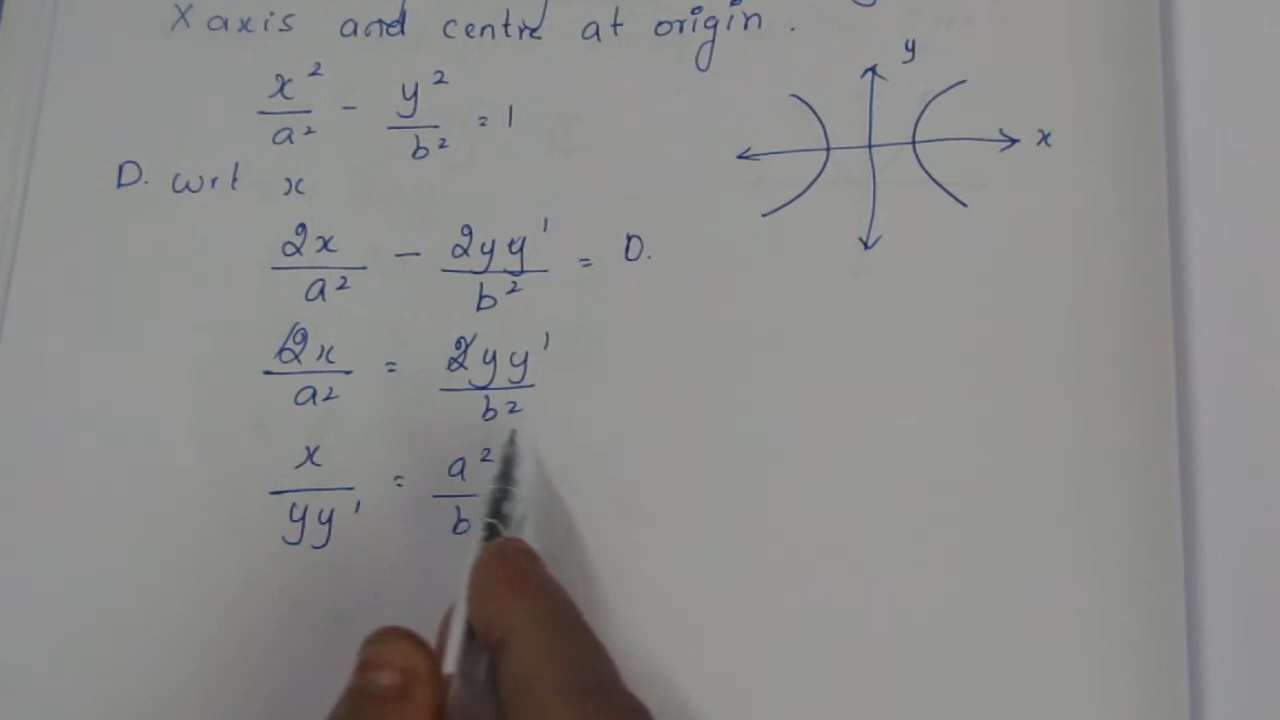 X axis and centre at origin.
x²/a² - y²/b² = 1
y
x
D. wrt x
2x/a² - 2yy'/b² = 0.
2x/a² = 2yy'/b²
x/yy' = a²/b